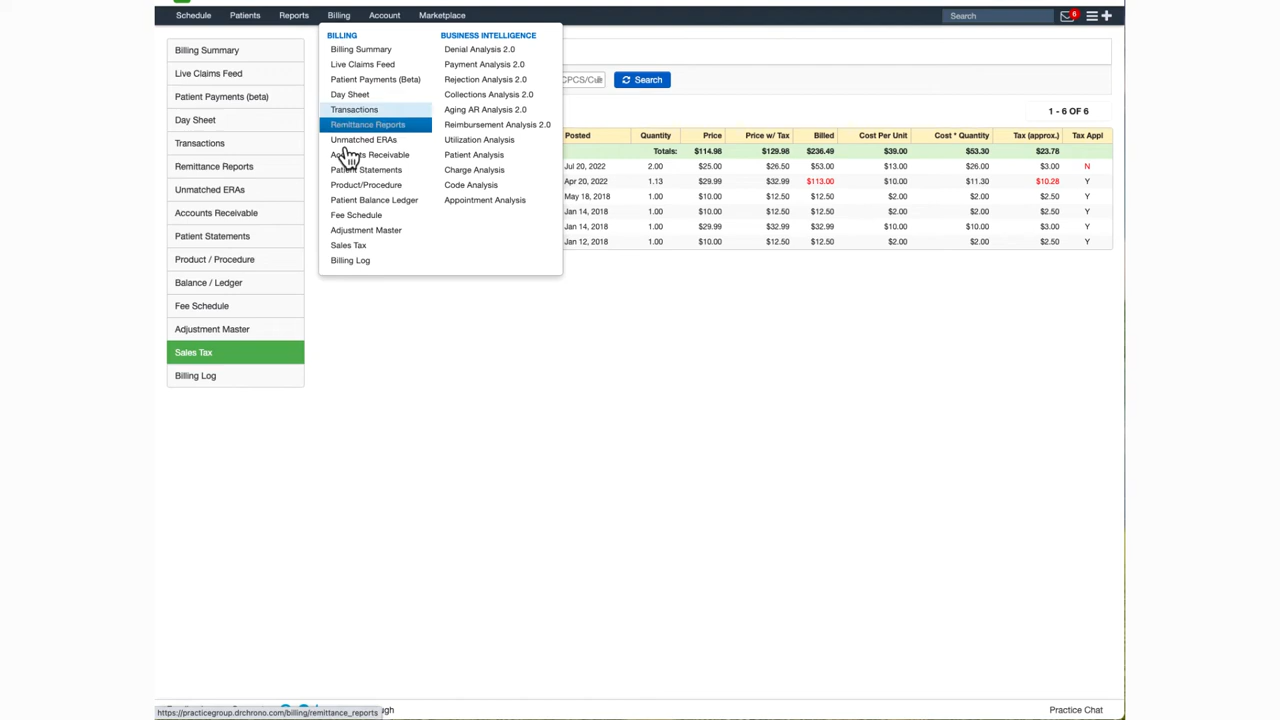 Schedule Patients Reports Billing Account Marketplace Search 6
Billing Summary
Live Claims Feed
Patient Payments (beta)
Day Sheet
Transactions
Remittance Reports
Unmatched ERAs
Accounts Receivable
Patient Statements
Product / Procedure
Balance / Ledger
Fee Schedule
Adjustment Master
Sales Tax
Billing Log
BILLING
Billing Summary
Live Claims Feed
Patient Payments (Beta)
Day Sheet
Transactions
Remittance Reports
Unmatched ERAs
Receivable
Statements
Product/Procedure
Patient Balance Ledger
Fee Schedule
Adjustment Master
Sales Tax
Billing Log
BUSINESS INTELLIGENCE
Denial Analysis 2.0
Payment Analysis 2.0
Rejection Analysis 2.0
Collections Analysis 2.0
Aging AR Analysis 2.0
Reimbursement Analysis 2.0
Utilization Analysis
Patient Analysis
Charge Analysis
Code Analysis
Appointment Analysis
Search
1 - 6 OF 6
Posted Quantity Price Price w/ Tax Billed Cost Per Unit Cost * Quantity Tax (approx.) Tax Appl
Totals: $114.98 $129.98 $236.49 $39.00 $53.30 $23.78
Jul 20, 2022 2.00 $25.00 $26.50 $53.00 $13.00 $26.00 $3.00 N
Apr 20, 2022 1.13 $29.99 $32.99 $113.00 $10.00 $11.30 $10.28 Y
May 18, 2018 1.00 $10.00 $12.50 $12.50 $2.00 $2.00 $2.50 Y
Jan 14, 2018 1.00 $10.00 $12.50 $12.50 $2.00 $2.00 $2.50 Y
Jan 14, 2018 1.00 $29.99 $32.99 $32.99 $10.00 $10.00 $3.00 Y
Jan 12, 2018 1.00 $10.00 $12.50 $12.50 $2.00 $2.00 $2.50 Y
https://practicegroup.drchrono.com/billing/remittance_reports
Practice Chat